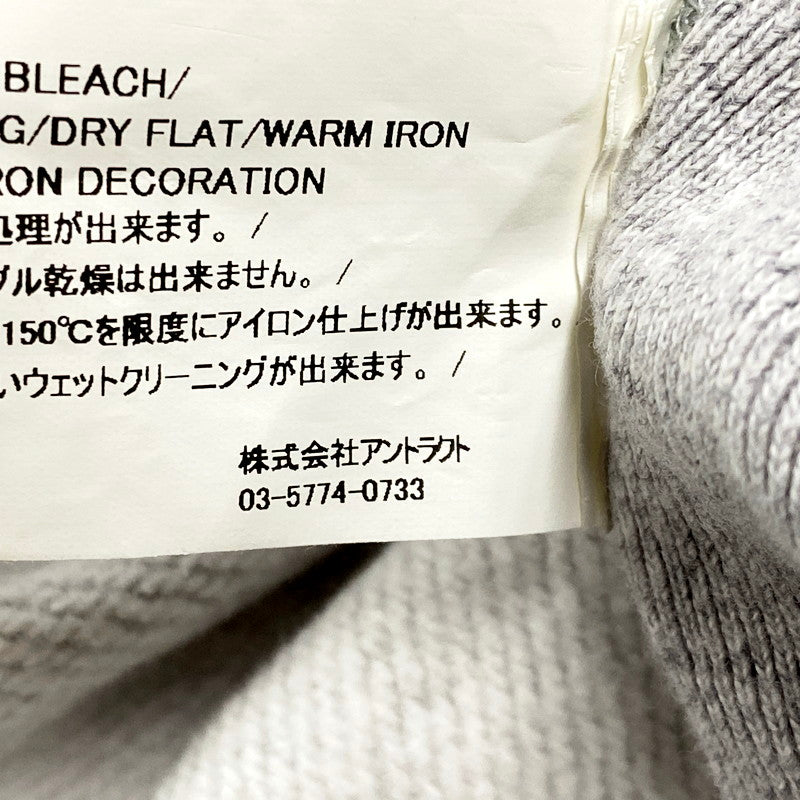 BLEACH/
G/DRY FLAT/WARM IRON
RON DECORATION
処理が出来ます。/
ブル乾燥は出来ません。/
150℃を限度にアイロン仕上げが出来ます。
いウェットクリーニングが出来ます。/
株式会社アントラクト
03-5774-0733